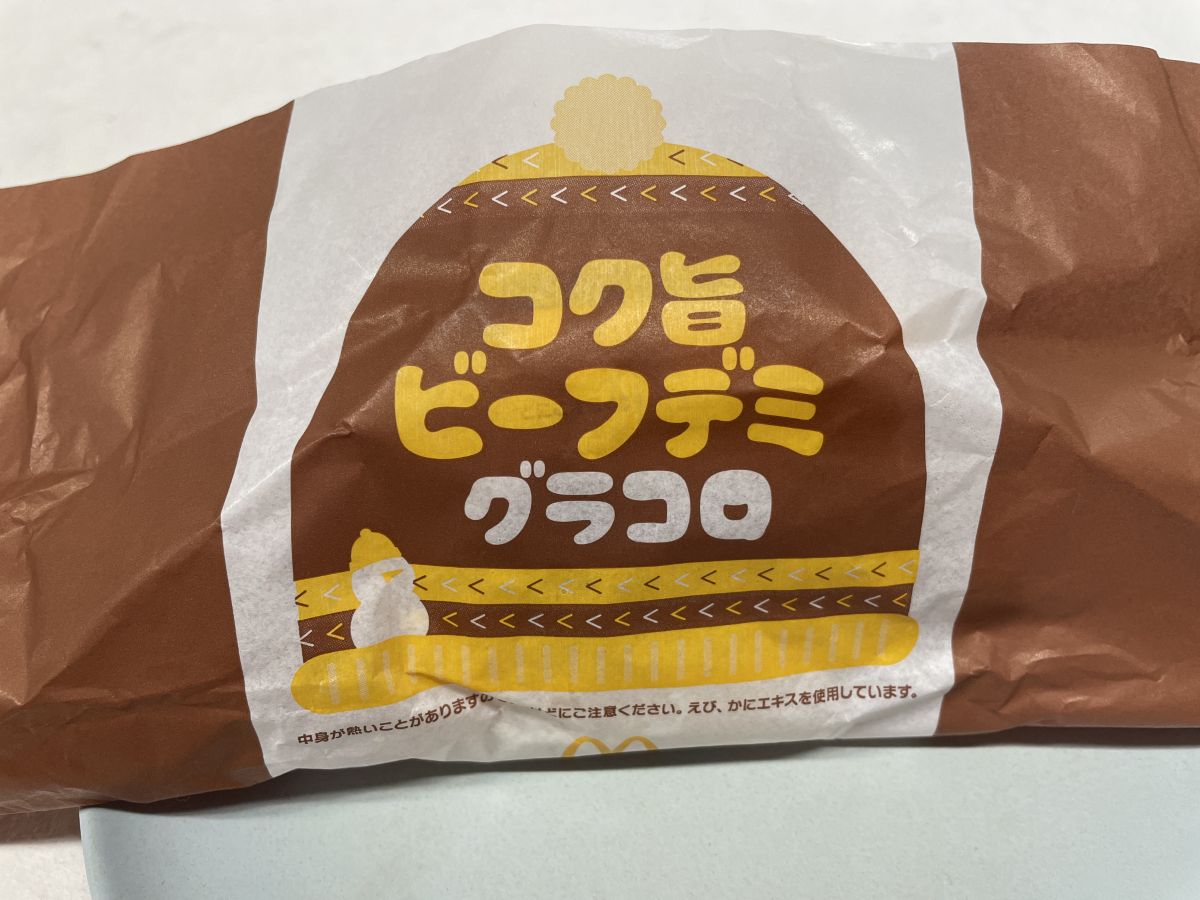 コク旨
ビーフデミ
グラコロ
中身が熱いことがありますの どにご注意ください。えび、かにエキスを使用しています。